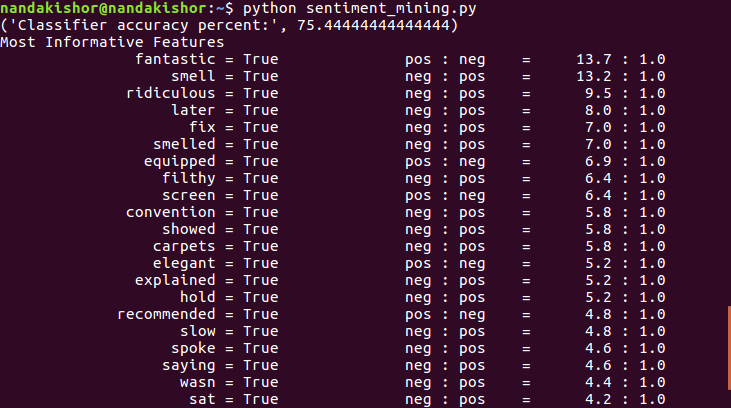 nandakishor@nandakishor:~$ python sentiment_mining.py
('Classifier accuracy percent:', 75.44444444444444)
Most Informative Features
fantastic = True pos : neg = 13.7 : 1.0
smell = True neg : pos = 13.2 : 1.0
ridiculous = True neg : pos = 9.5 : 1.0
later = True neg : pos = 8.0 : 1.0
fix = True neg : pos = 7.0 : 1.0
smelled = True neg : pos = 7.0 : 1.0
equipped = True pos : neg = 6.9 : 1.0
filthy = True neg : pos = 6.4 : 1.0
screen = True neg : pos = 6.4 : 1.0
convention = True neg : pos = 5.8 : 1.0
showed = True neg : pos = 5.8 : 1.0
carpets = True neg : pos = 5.8 : 1.0
elegant = True pos : neg = 5.2 : 1.0
explained = True neg : pos = 5.2 : 1.0
hold = True neg : pos = 5.2 : 1.0
recommended = True pos : neg = 4.8 : 1.0
slow = True neg : pos = 4.8 : 1.0
spoke = True neg : pos = 4.6 : 1.0
saying = True neg : pos = 4.6 : 1.0
wasn = True neg : pos = 4.4 : 1.0
sat = True neg : pos = 4.2 : 1.0